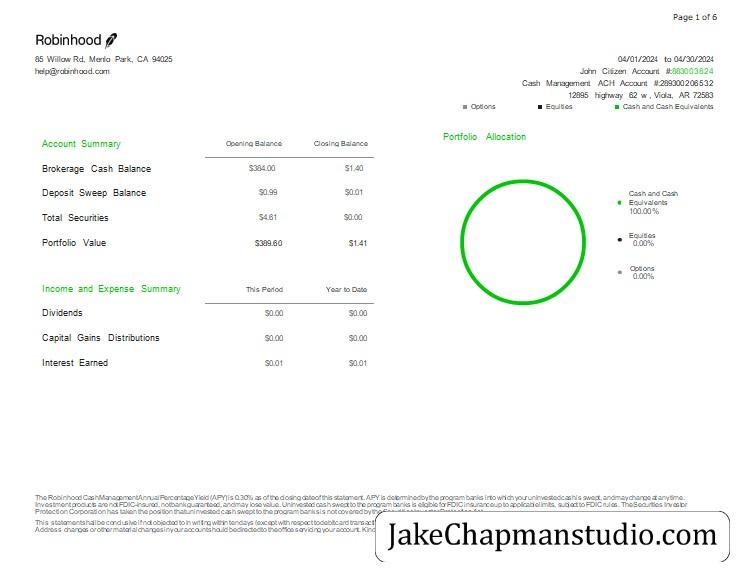 Page 1 of 6
Robinhood
85 Willow Rd, Menlo Park, CA 94025
help@robinhood.com
04/01/2024 to 04/30/2024
John Citizen Account #:883003624
Cash Management ACH Account #:289300206532
12895 highway 62 w , Viola, AR 72583
Options Equities Cash and Cash Equivalents
Account Summary Opening Balance Closing Balance
Brokerage Cash Balance $384.00 $1.40
Deposit Sweep Balance $0.99 $0.01
Total Securities $4.61 $0.00
Portfolio Value $389.60 $1.41
Portfolio Allocation
Cash and Cash
Equivalents
100.00%
Equities
0.00%
Options
0.00%
Income and Expense Summary This Period Year to Date
Dividends $0.00 $0.00
Capital Gains Distributions $0.00 $0.00
Interest Earned $0.01 $0.01
The Robinhood Cash Management Annual Percentage Yield (APY) is 0.30% as of the closing date of this statement. APY is determined by the program banks into which your uninvested cash is swept, and may change at any time.
Investment products are not FDIC-insured, not bank guaranteed, and may lose value. Uninvested cash swept to the program banks is eligible for FDIC insurance up to applicable limits, subject to FDIC rules. The Securities Investor
Protection Corporation has taken the position that uninvested cash swept to the program banks is not covered by the
This statement shall be conclusive if not objected to in writing within ten days (except with respect to debit card
Address changes or other material changes in your accounts should be directed to the office servicing your account.
JakeChapmanstudio.com